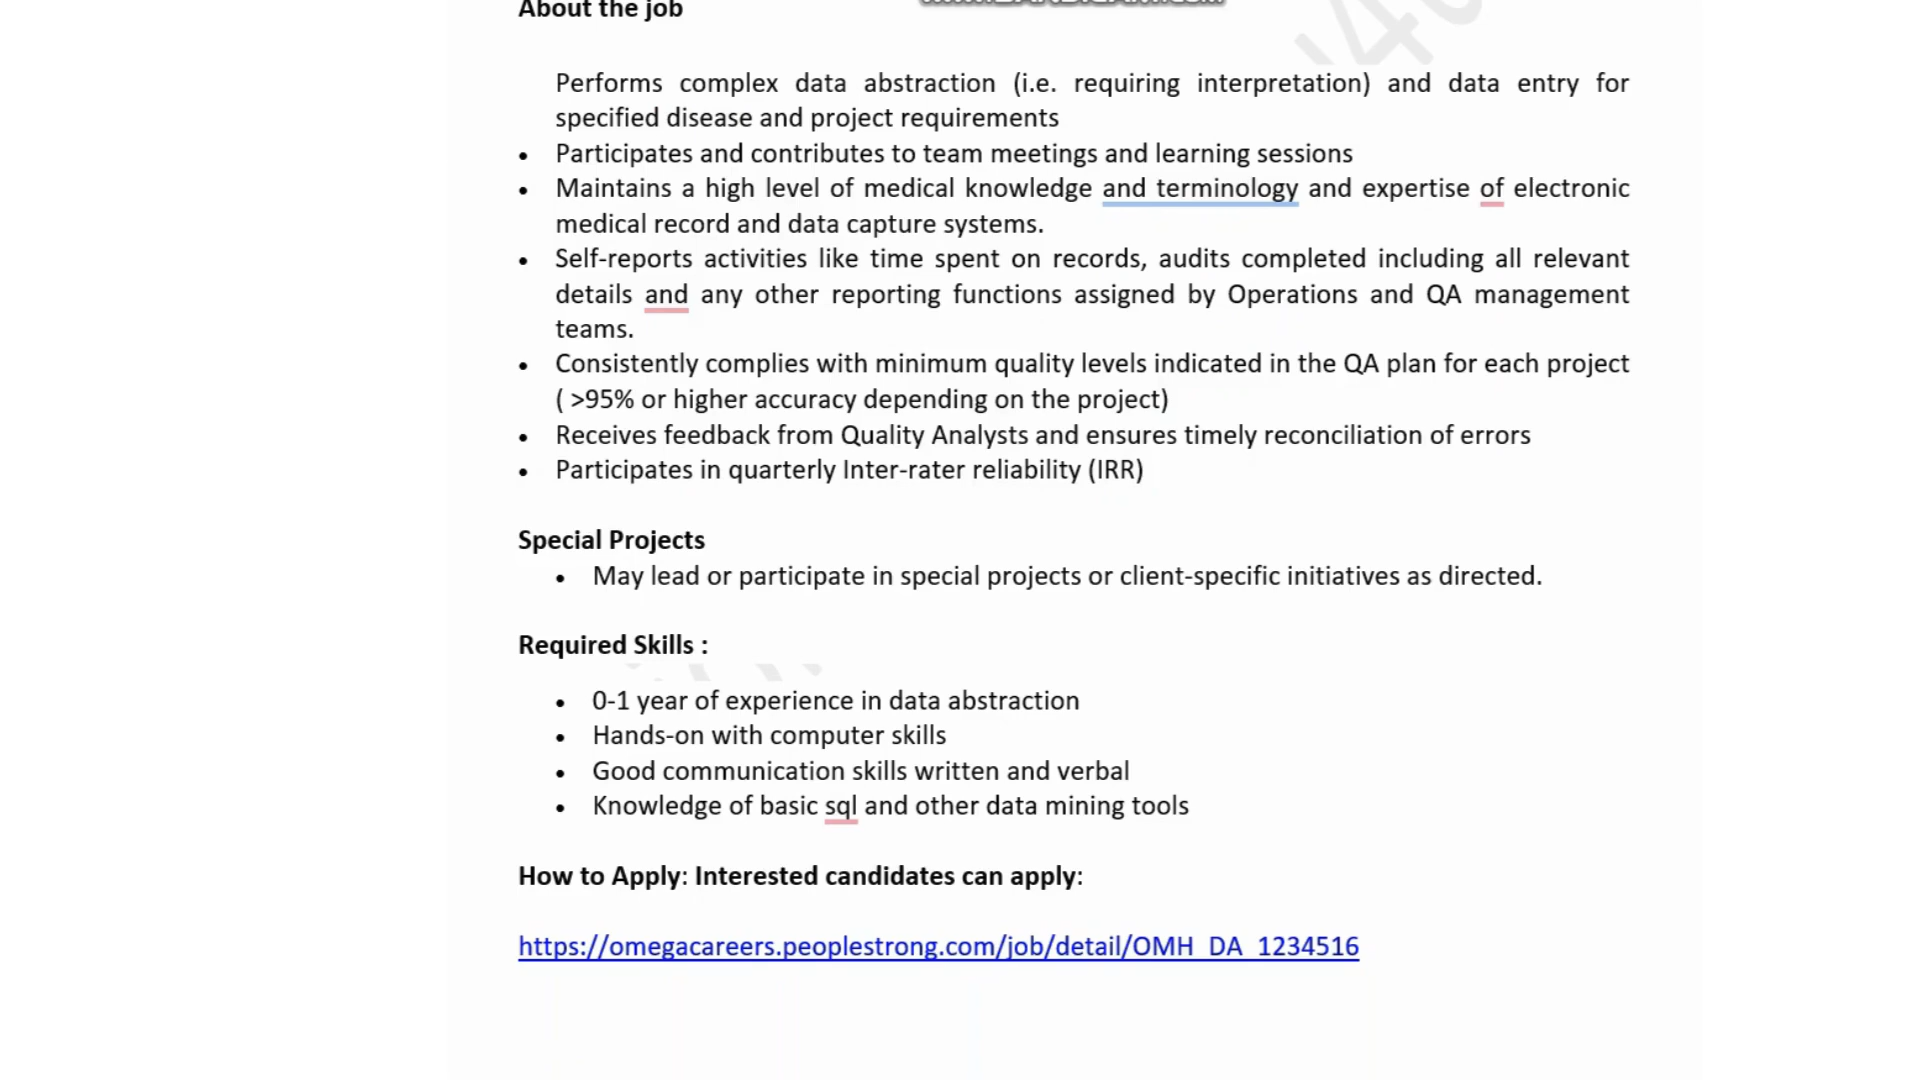 About the job
Performs complex data abstraction (i.e. requiring interpretation) and data entry for
specified disease and project requirements
• Participates and contributes to team meetings and learning sessions
• Maintains a high level of medical knowledge and terminology and expertise of electronic
medical record and data capture systems.
• Self-reports activities like time spent on records, audits completed including all relevant
details and any other reporting functions assigned by Operations and QA management
teams.
• Consistently complies with minimum quality levels indicated in the QA plan for each project
( >95% or higher accuracy depending on the project)
• Receives feedback from Quality Analysts and ensures timely reconciliation of errors
• Participates in quarterly Inter-rater reliability (IRR)
Special Projects
• May lead or participate in special projects or client-specific initiatives as directed.
Required Skills :
• 0-1 year of experience in data abstraction
• Hands-on with computer skills
• Good communication skills written and verbal
• Knowledge of basic sql and other data mining tools
How to Apply: Interested candidates can apply:
https://omegacareers.peoplestrong.com/job/detail/OMH_DA_1234516